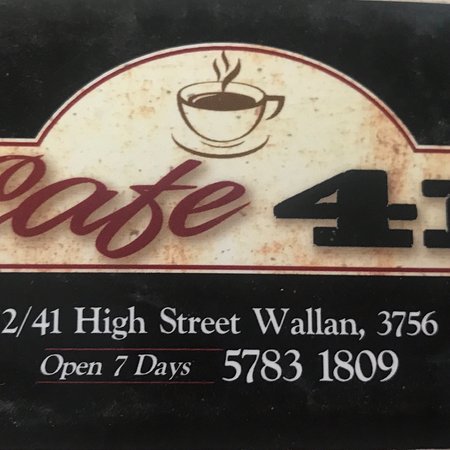 Cafe 41
2/41 High Street Wallan, 3756
Open 7 Days 5783 1809